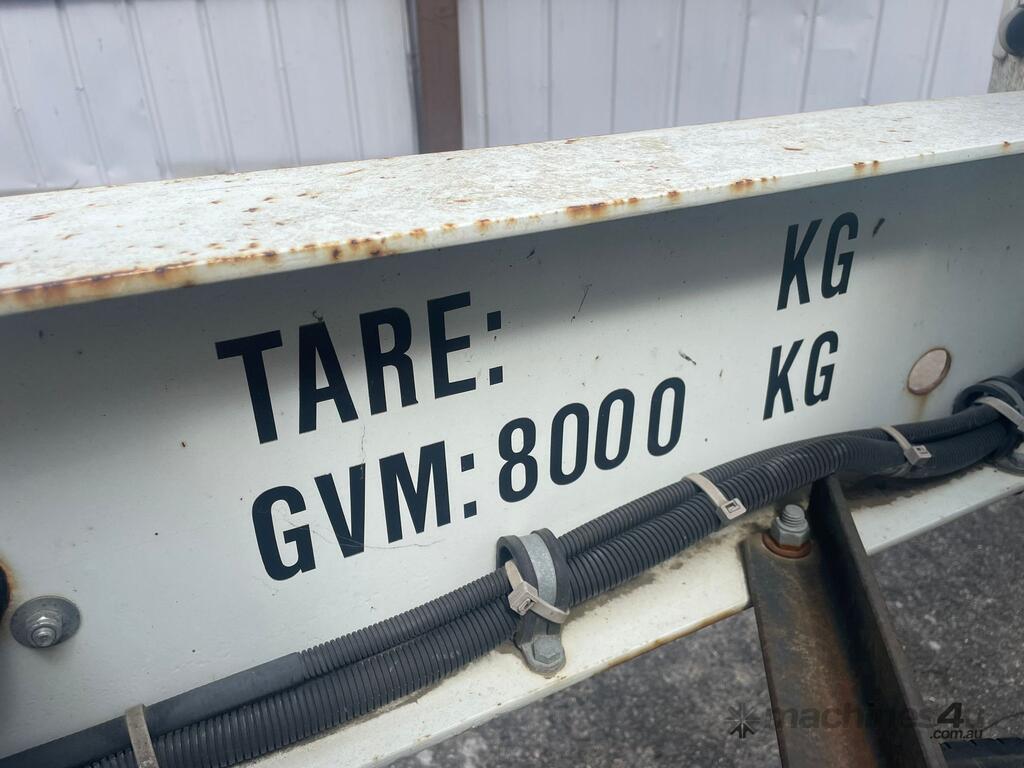 TARE: KG
GVM: 8000 KG
machines4u
.com.au